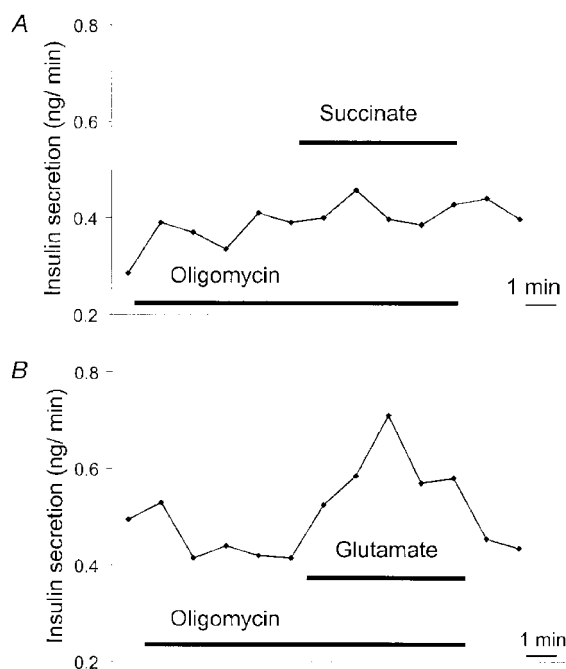 A
Insulin secretion (ng/ min)
0.8
0.6
0.4
0.2
Succinate
Oligomycin
1 min
B
Insulin secretion (ng/ min)
0.8
0.6
0.4
0.2
Glutamate
Oligomycin
1 min